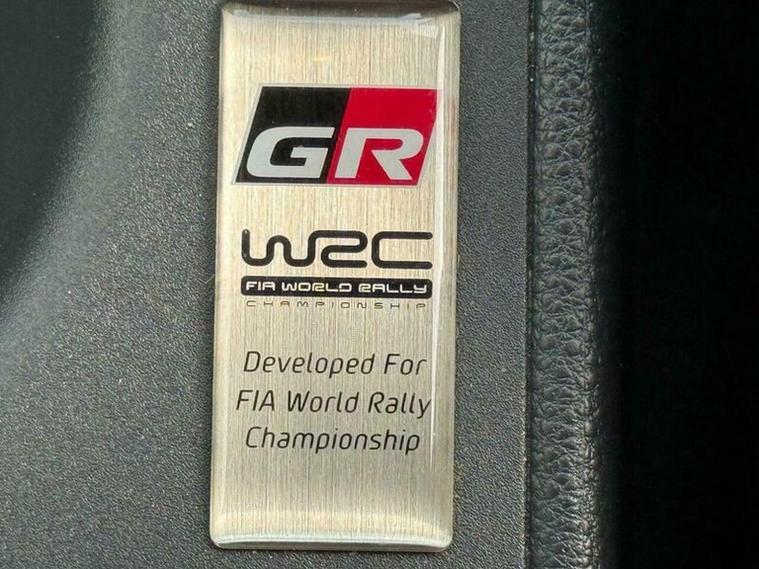 GR
WRC
FIA WORLD RALLY
CHAMPIONSHIP
Developed For
FIA World Rally
Championship